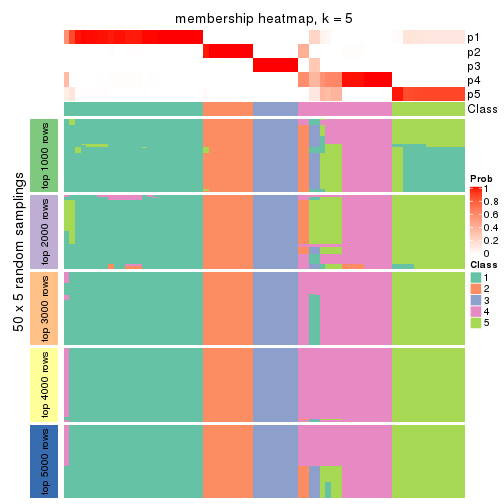 membership heatmap, k = 5
p1
p2
p3
p4
p5
Class
50 x 5 random samplings
top 1000 rows
top 2000 rows
top 3000 rows
top 4000 rows
top 5000 rows
Prob
1
0.8
0.6
0.4
0.2
0
Class
1
2
3
4
5